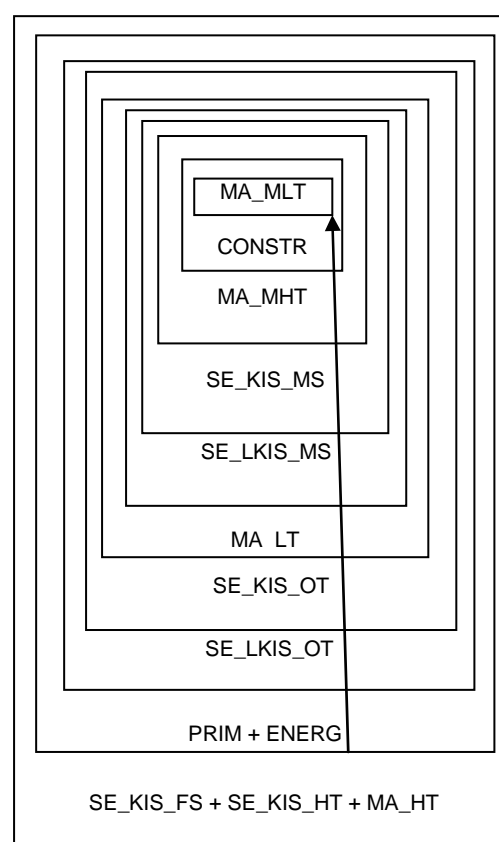 MA_MLT
CONSTR
MA_MHT
SE_KIS_MS
SE_LKIS_MS
MA LT
SE_KIS_OT
SE_LKIS_OT
PRIM + ENERG
SE_KIS_FS + SE_KIS_HT + MA_HT